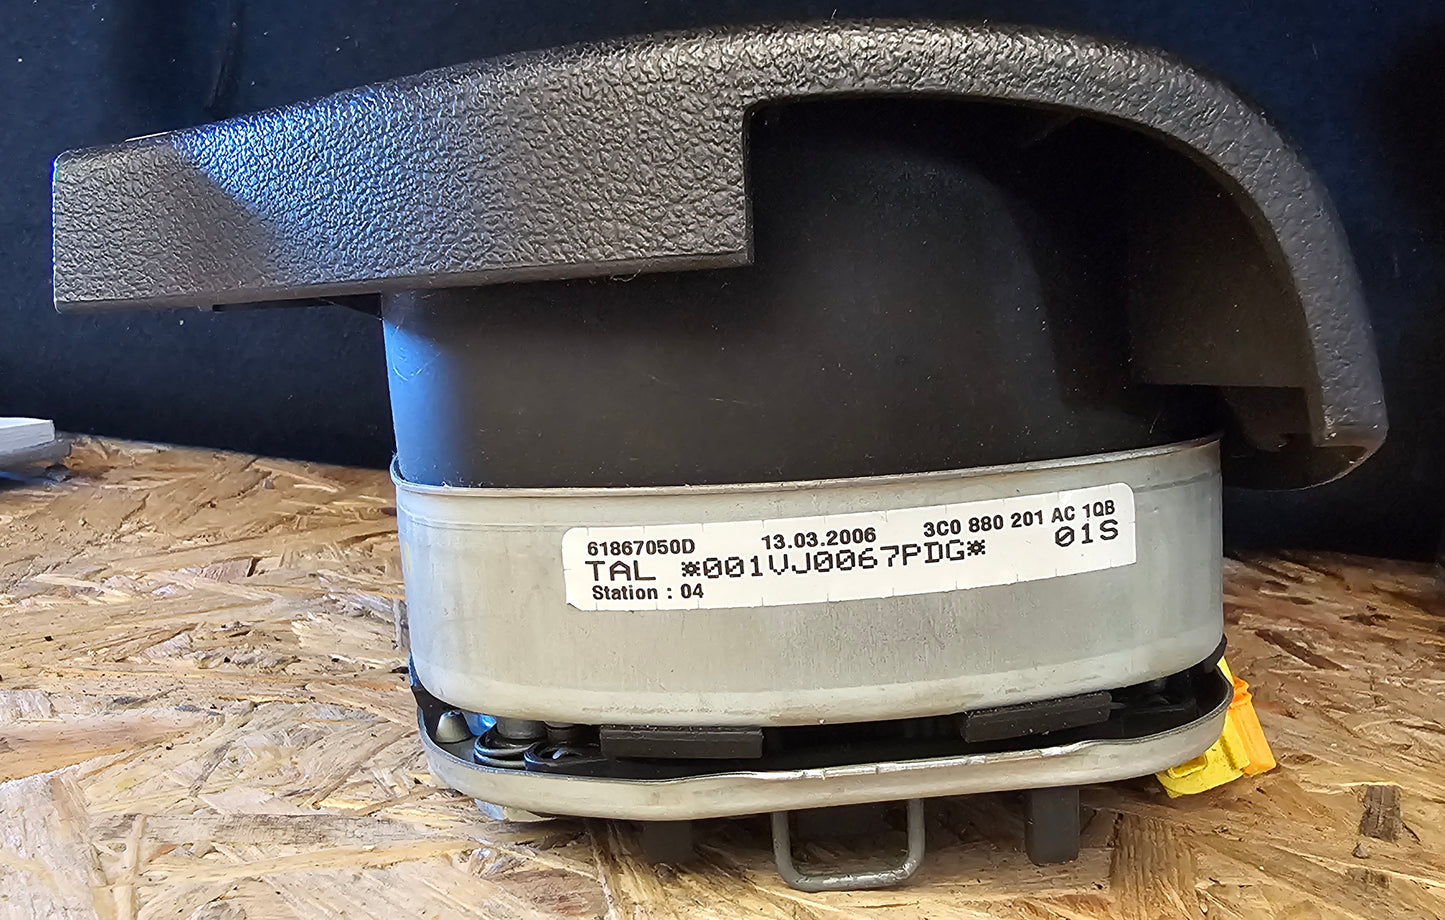 61867050D 13.03.2006 3C0 880 201 AC 1QB
TAL *001VJ0067PDG* 01S
Station : 04